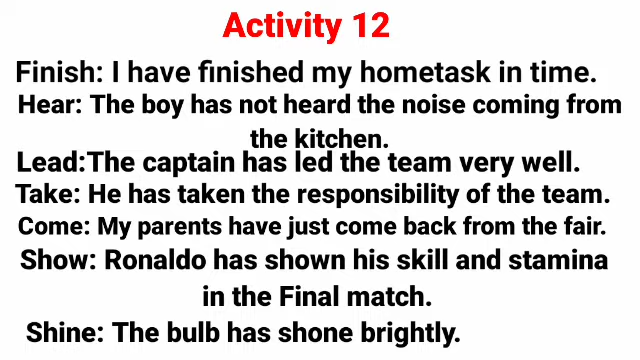 Activity 12
Finish: I have finished my hometask in time.
Hear: The boy has not heard the noise coming from
the kitchen.
Lead:The captain has led the team very well.
Take: He has taken the responsibility of the team.
Come: My parents have just come back from the fair.
Show: Ronaldo has shown his skill and stamina
in the Final match.
Shine: The bulb has shone brightly.